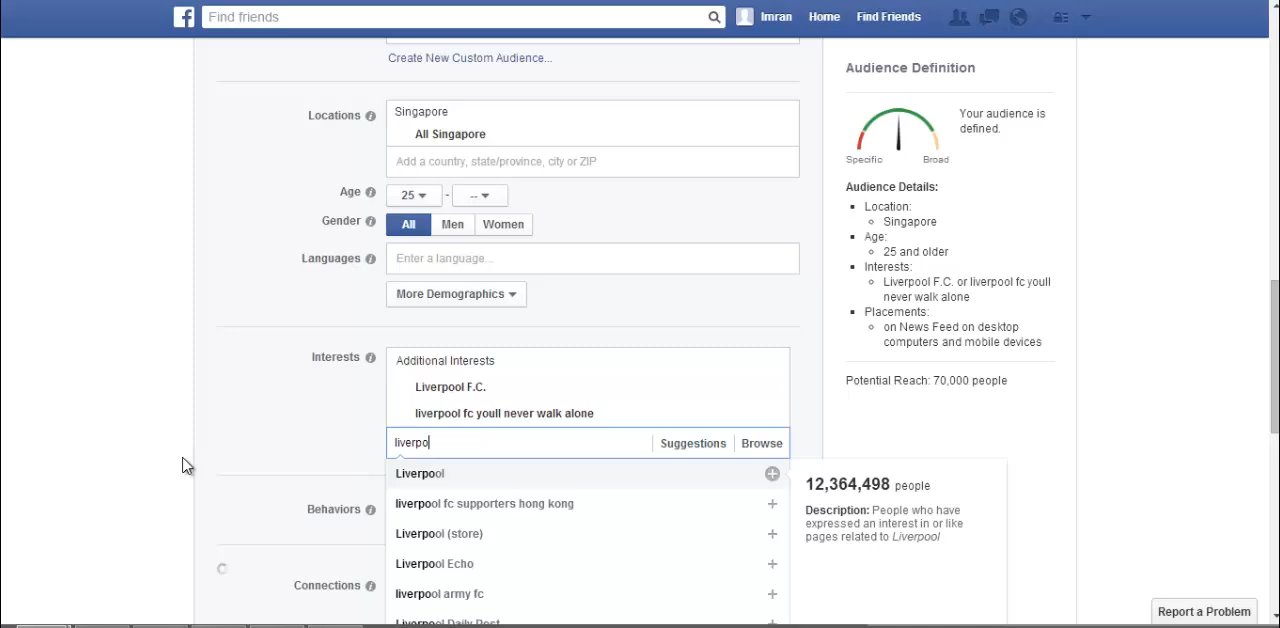 f Find friends Imran Home Find Friends
Create New Custom Audience...
Locations
Singapore
All Singapore
Add a country, state/province, city or ZIP
Age 25 - --
Gender All Men Women
Languages Enter a language...
More Demographics
Interests
Additional Interests
Liverpool F.C.
liverpool fc youll never walk alone
liverpo Suggestions Browse
Liverpool
liverpool fc supporters hong kong
Liverpool (store)
Liverpool Echo
liverpool army fc
Liverpool Daily Post
Behaviors
Connections
12,364,498 people
Description: People who have
expressed an interest in or like
pages related to Liverpool
Audience Definition
Your audience is
defined.
Specific Broad
Audience Details:
Location:
Singapore
Age:
25 and older
Interests:
Liverpool F.C. or liverpool fc youll
never walk alone
Placements:
on News Feed on desktop
computers and mobile devices
Potential Reach: 70,000 people
Report a Problem